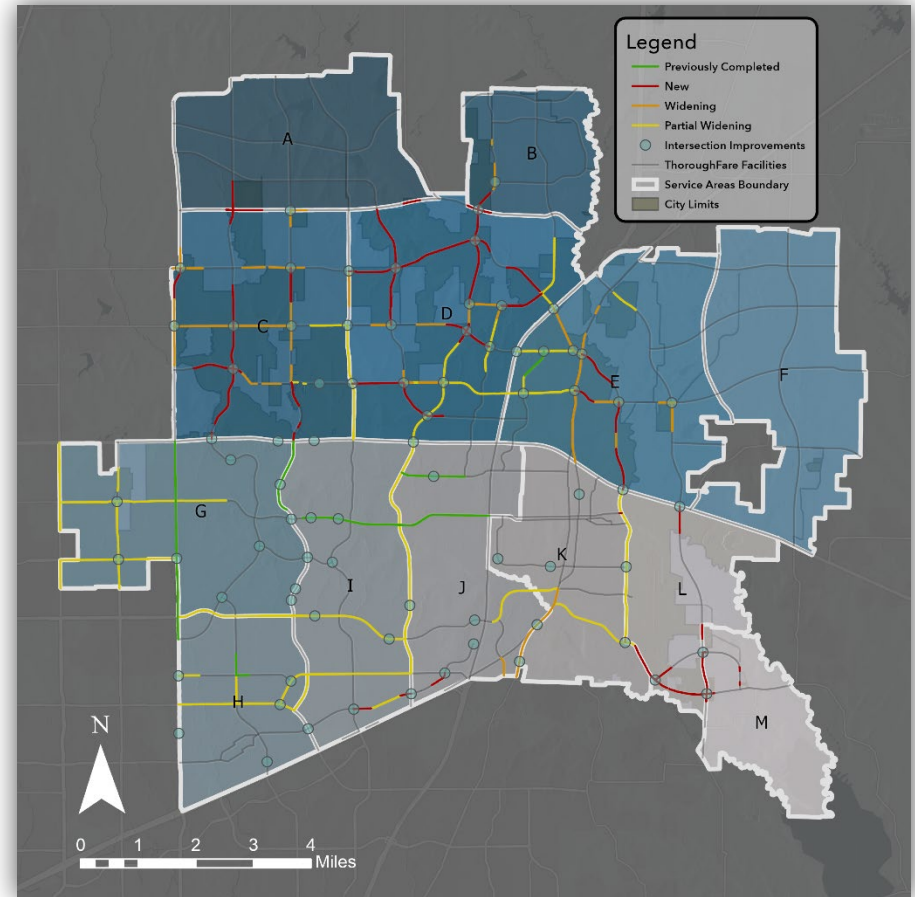 Legend
Previously Completed
New
Widening
Partial Widening
Intersection Improvements
ThoroughFare Facilities
Service Areas Boundary
City Limits
A
B
C
D
E
F
G
H
I
J
K
L
M
N
0 1 2 3 4
Miles